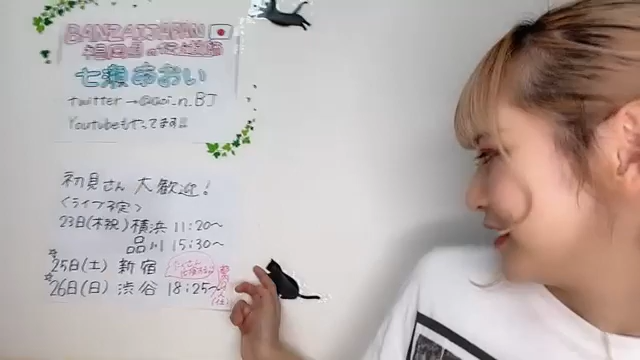 BANZAI JAPAN
七瀬あおい
twitter→@aoi_n_BJ
Youtubeもやってます!!
初見さん 大歓迎!
〈ライブ予定〉
23日(木祝)横浜 11:20〜
品川 15:30〜
25日(土) 新宿
26日(日) 渋谷 18:25〜